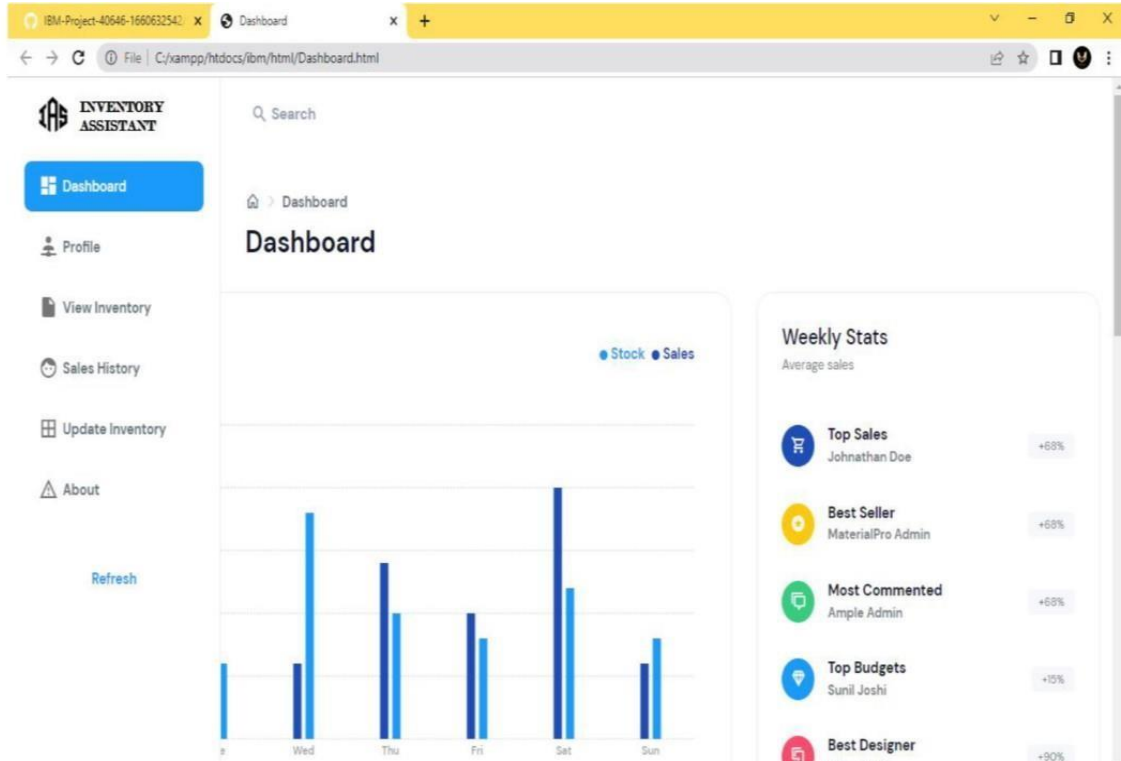 IBM-Project-40646-1660632542
Dashboard
File | C:/xampp/htdocs/ibm/html/Dashboard.html
IAS INVENTORY
ASSISTANT
Search
Dashboard
Profile
View Inventory
Sales History
Update Inventory
About
Refresh
Dashboard
Dashboard
Stock Sales
e Wed Thu Fri Sat Sun
Weekly Stats
Average sales
Top Sales
Johnathan Doe
+68%
Best Seller
MaterialPro Admin
+68%
Most Commented
Ample Admin
+68%
Top Budgets
Sunil Joshi
+15%
Best Designer
+90%